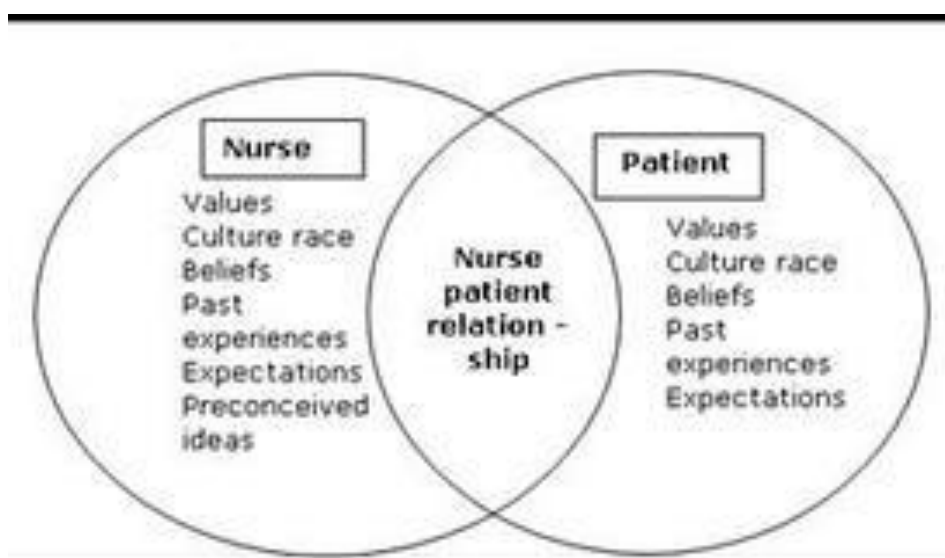 Nurse
Values
Culture race
Beliefs
Past
experiences
Expectations
Preconceived
ideas
Nurse
patient
relation -
ship
Patient
Values
Culture race
Beliefs
Past
experiences
Expectations